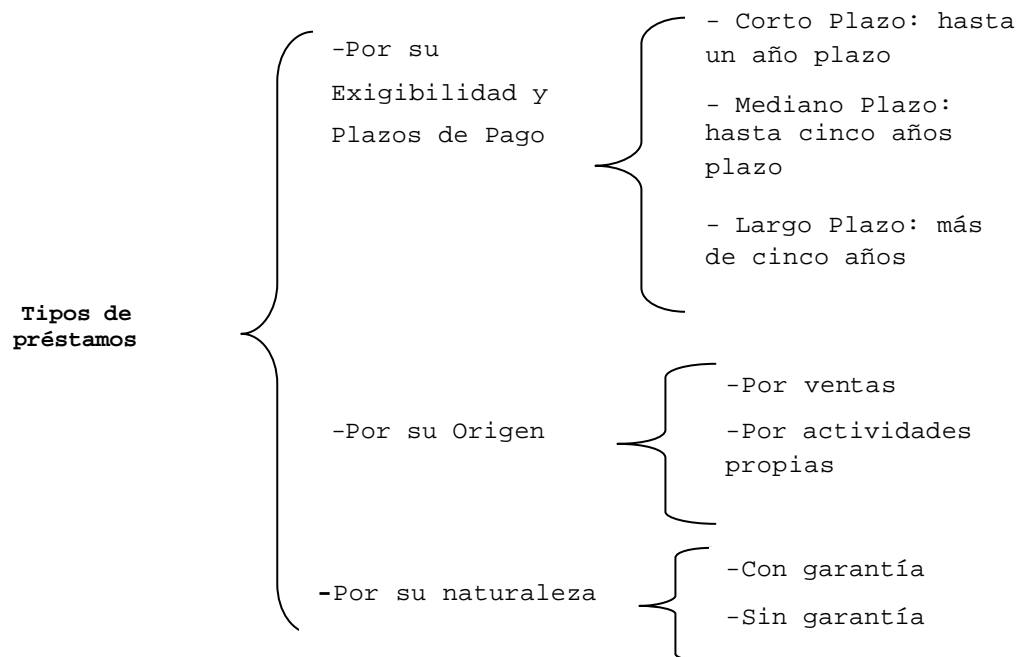 Tipos de
préstamos
-Por su
Exigibilidad y
Plazos de Pago
- Corto Plazo: hasta
un año plazo
- Mediano Plazo:
hasta cinco años
plazo
- Largo Plazo: más
de cinco años
-Por su Origen
-Por ventas
-Por actividades
propias
-Por su naturaleza
-Con garantía
-Sin garantía